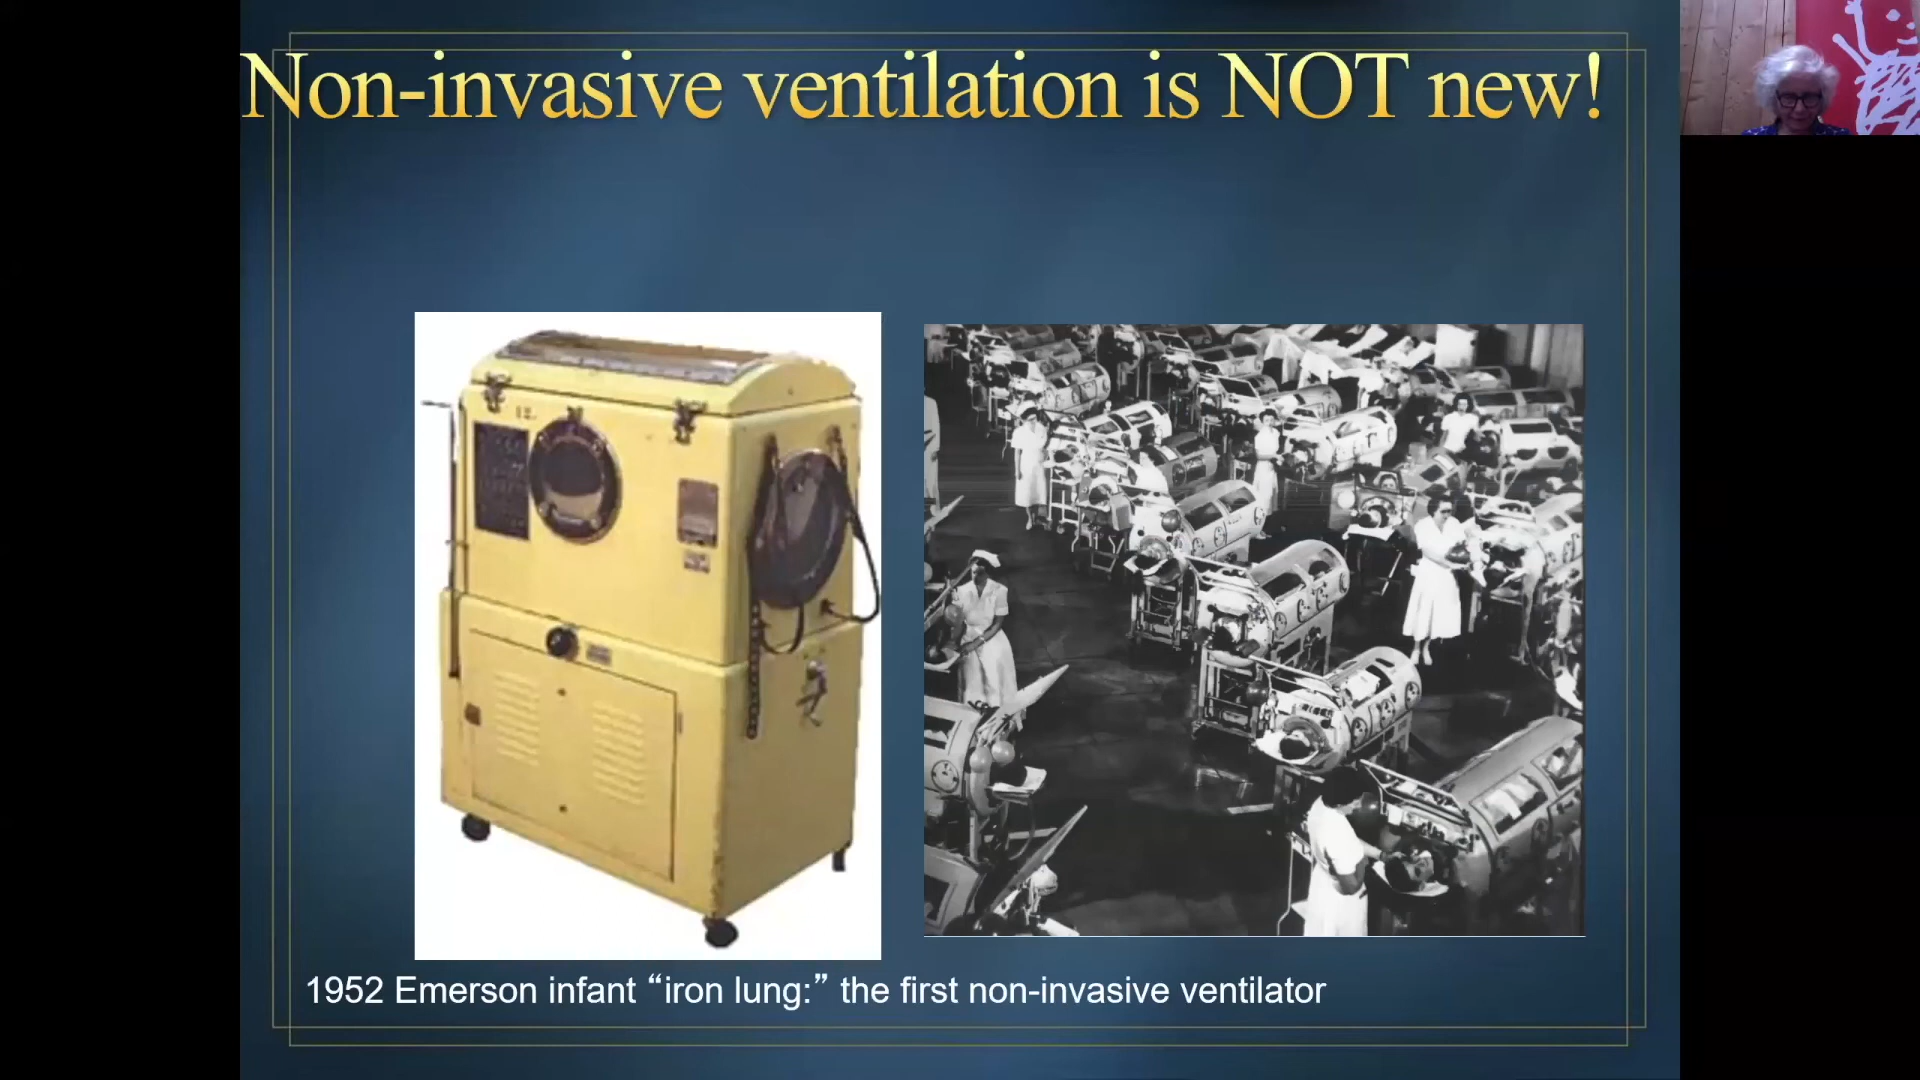 Non-invasive ventilation is NOT new!
1952 Emerson infant “iron lung:” the first non-invasive ventilator